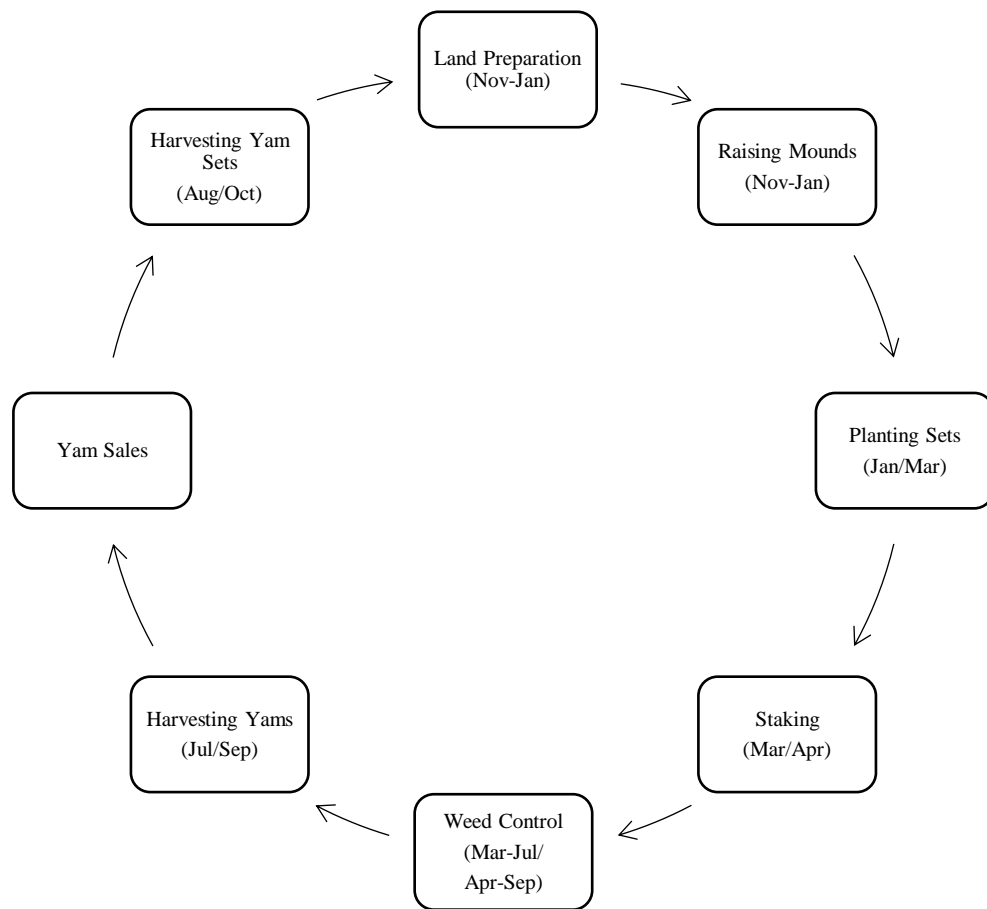 Land Preparation
(Nov-Jan)
Raising Mounds
(Nov-Jan)
Planting Sets
(Jan/Mar)
Staking
(Mar/Apr)
Weed Control
(Mar-Jul/
Apr-Sep)
Harvesting Yams
(Jul/Sep)
Yam Sales
Harvesting Yam
Sets
(Aug/Oct)